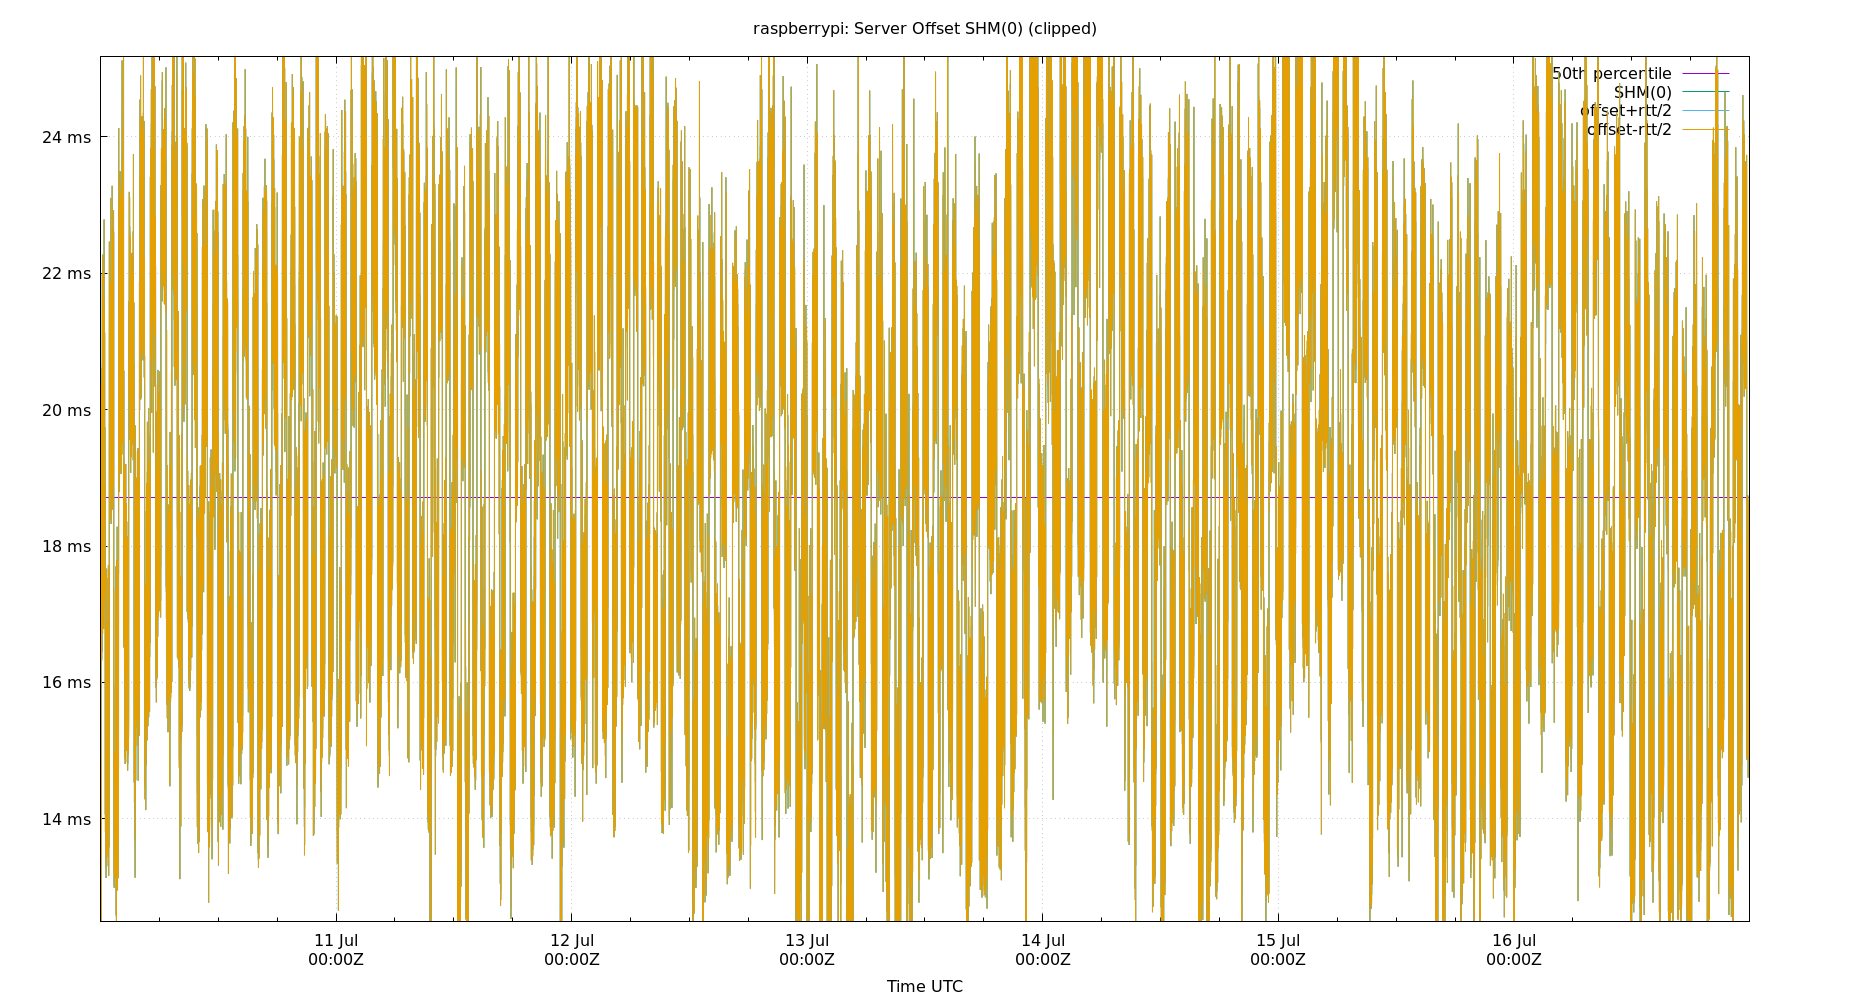 raspberrypi: Server Offset SHM(0) (clipped)
50th percentile
SHM(0)
offset+rtt/2
offset-rtt/2
24 ms
22 ms
20 ms
18 ms
16 ms
14 ms
11 Jul
00:00Z
12 Jul
00:00Z
13 Jul
00:00Z
14 Jul
00:00Z
15 Jul
00:00Z
16 Jul
00:00Z
Time UTC